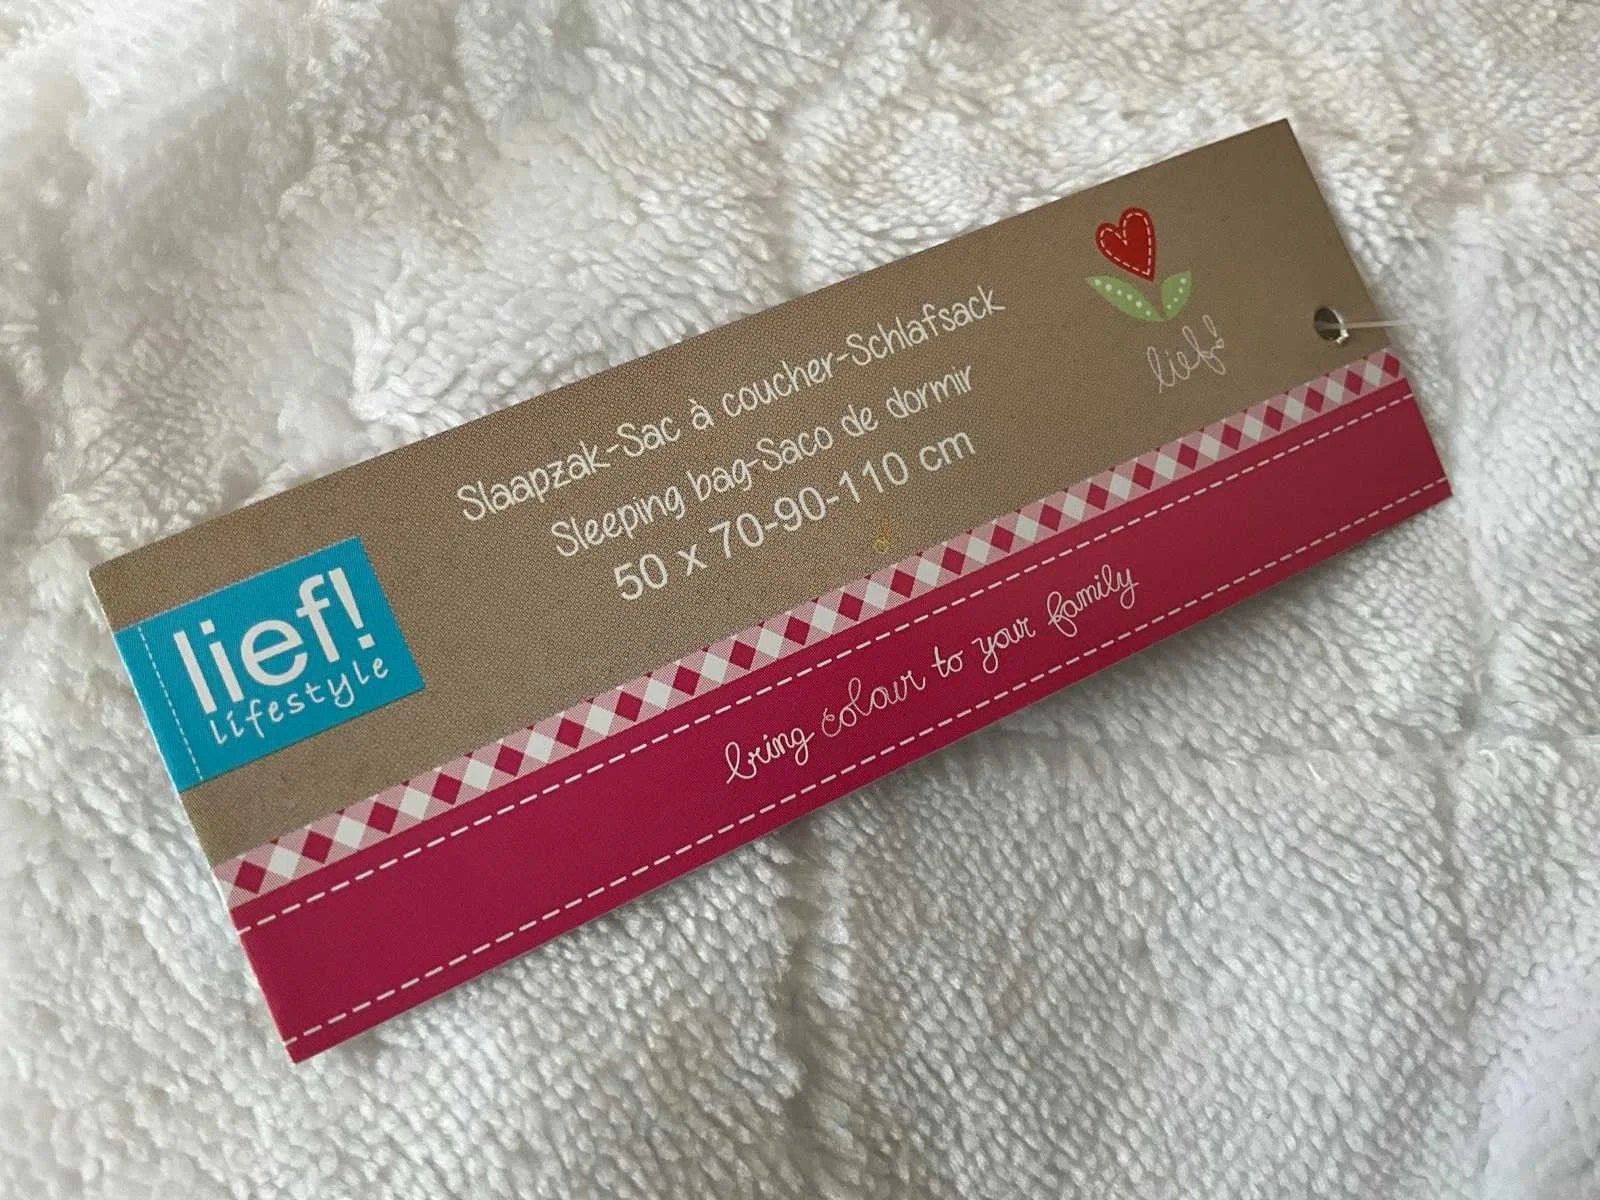 Slaapzak-Sac à coucher-Schlafsack
Sleeping bag-Saco de dormir
50 x 70-90-110 cm
lief!
lifestyle
lief!
bring colour to your family